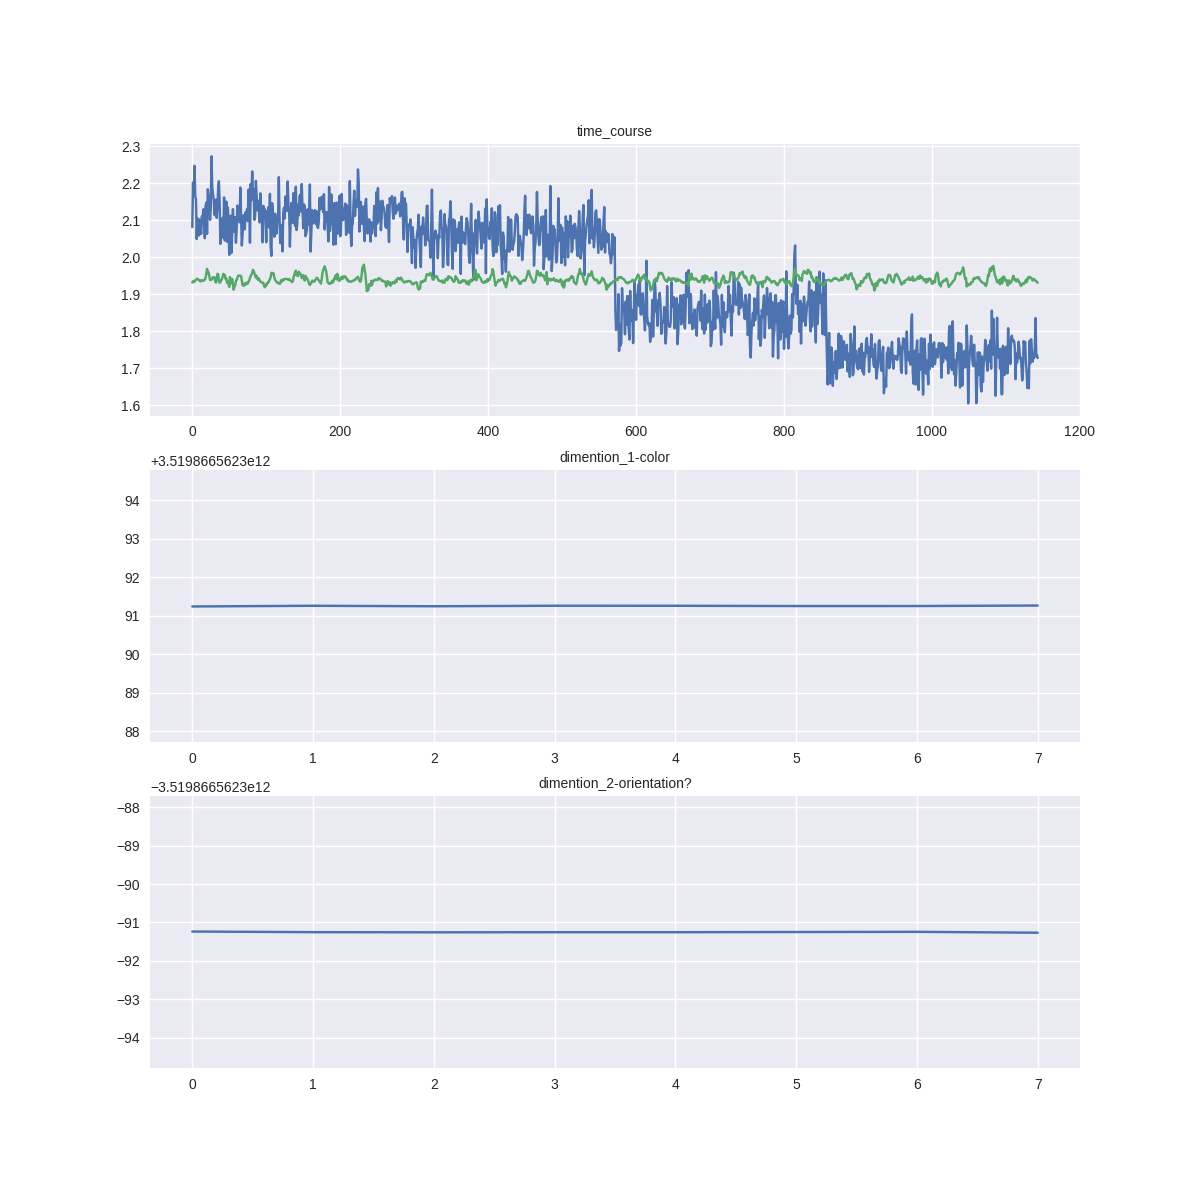 time_course
2.3
2.2
2.1
2.0
1.9
1.8
1.7
1.6
0 200 400 600 800 1000 1200
+3.5198665623e12
dimention_1-color
94
93
92
91
90
89
88
0 1 2 3 4 5 6 7
−3.5198665623e12
dimention_2-orientation?
−88
−89
−90
−91
−92
−93
−94
0 1 2 3 4 5 6 7